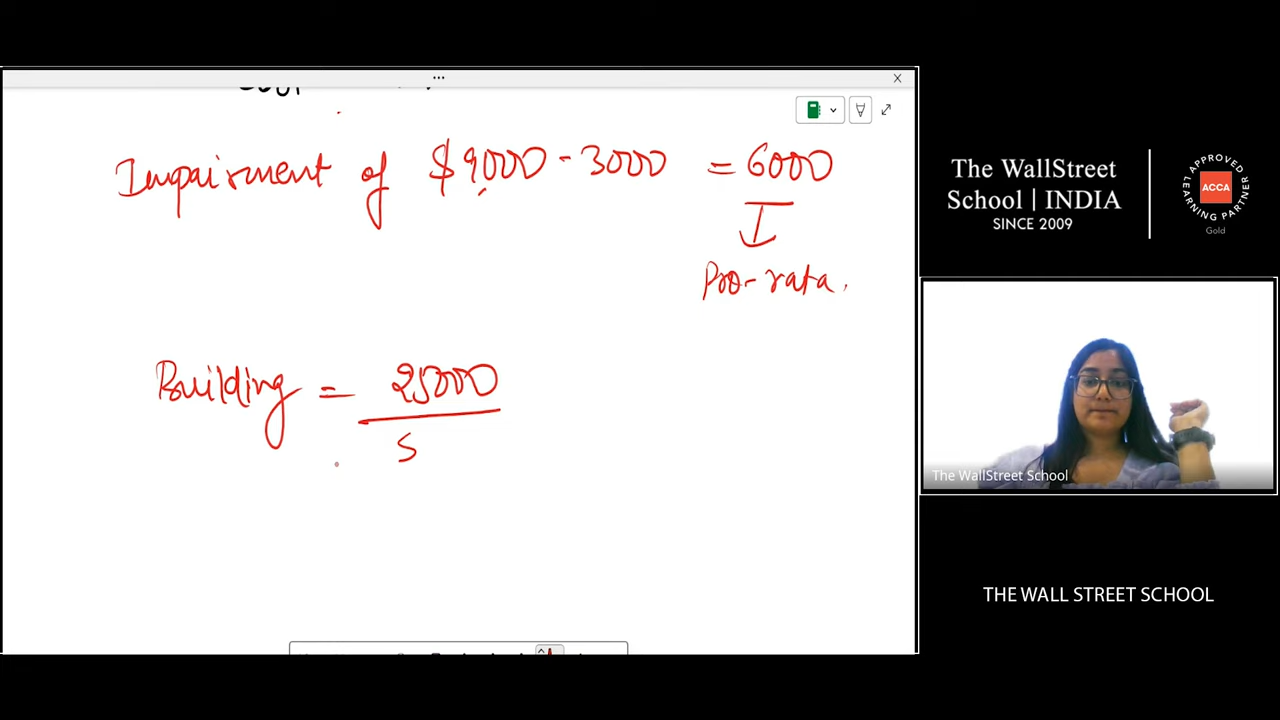 Impairment of $9000 - 3000 = 6000
Pro-rata.
Building = 25000
5
The WallStreet
School | INDIA
SINCE 2009
APPROVED
LEARNING PARTNER
ACCA
Gold
The WallStreet School
THE WALL STREET SCHOOL